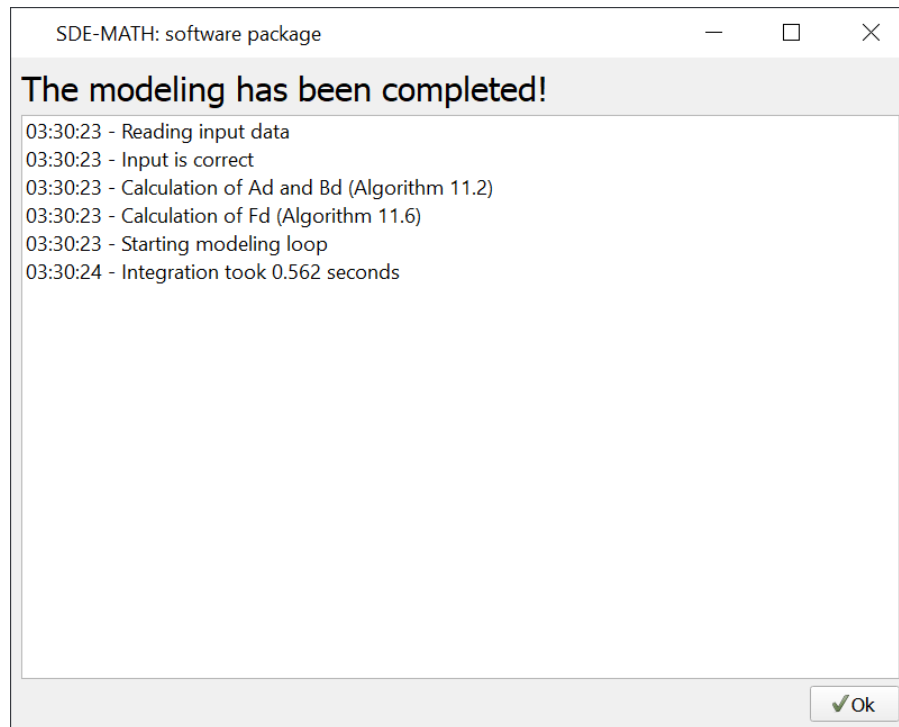 SDE-MATH: software package
The modeling has been completed!
03:30:23 - Reading input data
03:30:23 - Input is correct
03:30:23 - Calculation of Ad and Bd (Algorithm 11.2)
03:30:23 - Calculation of Fd (Algorithm 11.6)
03:30:23 - Starting modeling loop
03:30:24 - Integration took 0.562 seconds
Ok